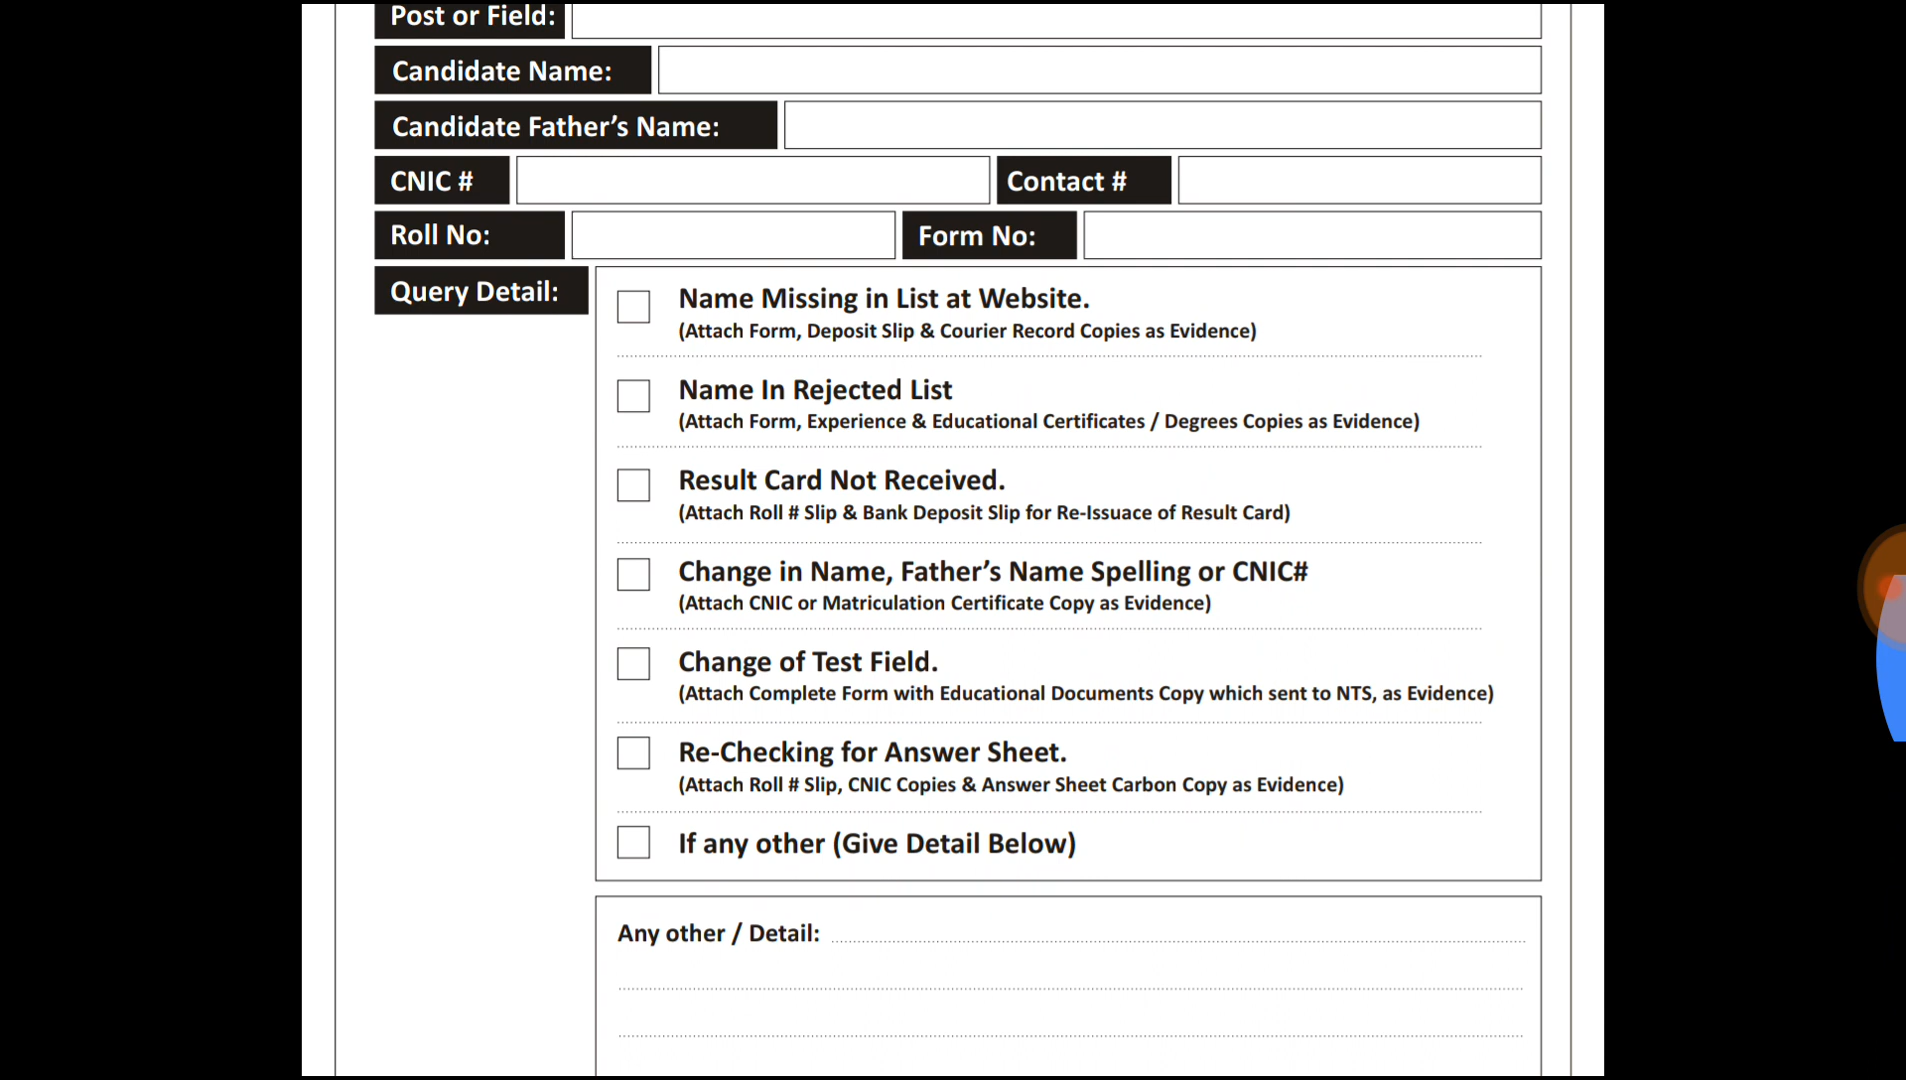 Post or Field:
Candidate Name:
Candidate Father’s Name:
CNIC #
Contact #
Roll No:
Form No:
Query Detail:
Name Missing in List at Website.
(Attach Form, Deposit Slip & Courier Record Copies as Evidence)
Name In Rejected List
(Attach Form, Experience & Educational Certificates / Degrees Copies as Evidence)
Result Card Not Received.
(Attach Roll # Slip & Bank Deposit Slip for Re-Issuace of Result Card)
Change in Name, Father’s Name Spelling or CNIC#
(Attach CNIC or Matriculation Certificate Copy as Evidence)
Change of Test Field.
(Attach Complete Form with Educational Documents Copy which sent to NTS, as Evidence)
Re-Checking for Answer Sheet.
(Attach Roll # Slip, CNIC Copies & Answer Sheet Carbon Copy as Evidence)
If any other (Give Detail Below)
Any other / Detail: